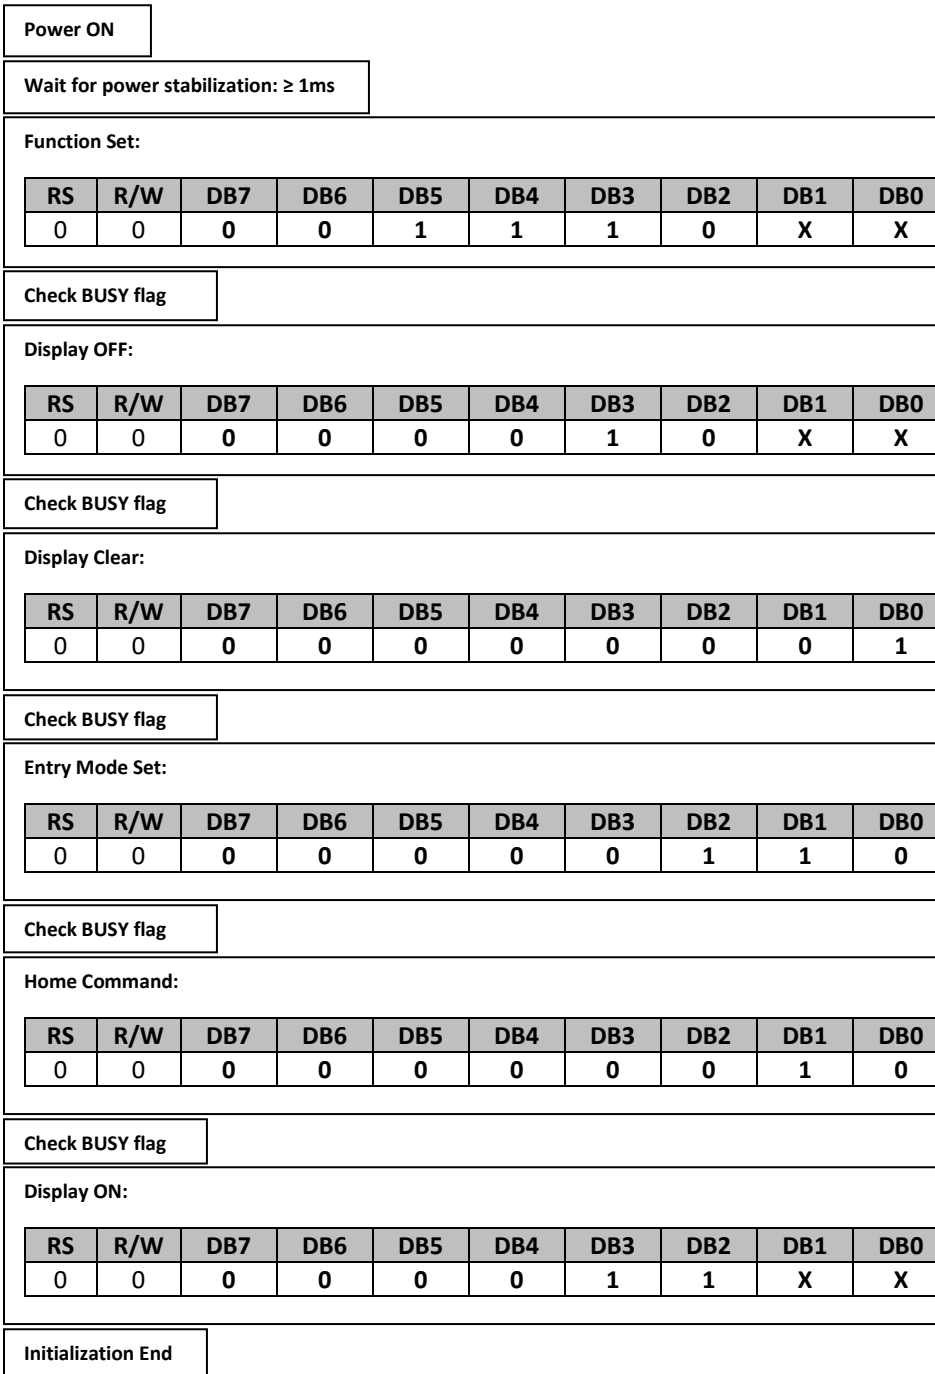 Power ON
Wait for power stabilization: ≥ 1ms
Function Set:
RS R/W DB7 DB6 DB5 DB4 DB3 DB2 DB1 DB0
0 0 0 0 1 1 1 0 X X
Check BUSY flag
Display OFF:
RS R/W DB7 DB6 DB5 DB4 DB3 DB2 DB1 DB0
0 0 0 0 0 0 1 0 X X
Check BUSY flag
Display Clear:
RS R/W DB7 DB6 DB5 DB4 DB3 DB2 DB1 DB0
0 0 0 0 0 0 0 0 0 1
Check BUSY flag
Entry Mode Set:
RS R/W DB7 DB6 DB5 DB4 DB3 DB2 DB1 DB0
0 0 0 0 0 0 0 1 1 0
Check BUSY flag
Home Command:
RS R/W DB7 DB6 DB5 DB4 DB3 DB2 DB1 DB0
0 0 0 0 0 0 0 0 1 0
Check BUSY flag
Display ON:
RS R/W DB7 DB6 DB5 DB4 DB3 DB2 DB1 DB0
0 0 0 0 0 0 1 1 X X
Initialization End